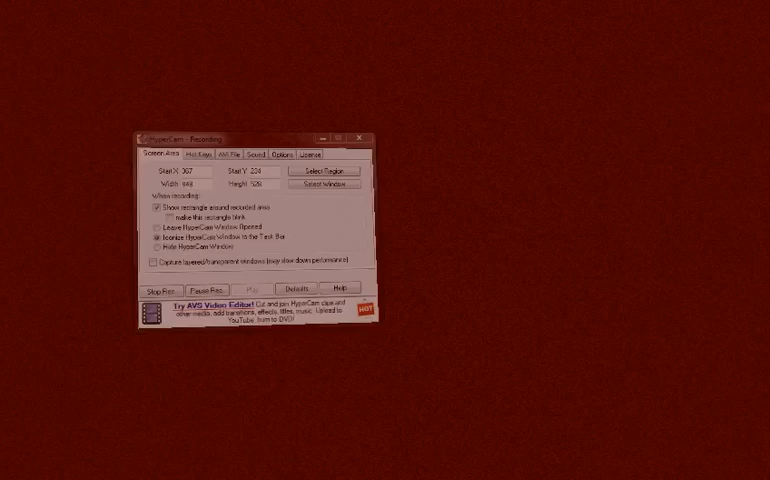 HyperCam - Recording
Screen Area Hot Keys AVI File Sound Options License
Start X 367 Start Y 234 Select Region
Width 848 Height 528 Select Window
When recording:
Show rectangle around recorded area
make this rectangle blink
Leave HyperCam Window Opened
Iconize HyperCam Window to the Task Bar
Hide HyperCam Window
Capture layered/transparent windows (may slow down performance)
Stop Rec. Pause Rec. Play Defaults Help
Try AVS Video Editor! Cut and join HyperCam clips and
other media, add transitions, effects, titles, music. Upload to
YouTube, burn to DVD! HOT